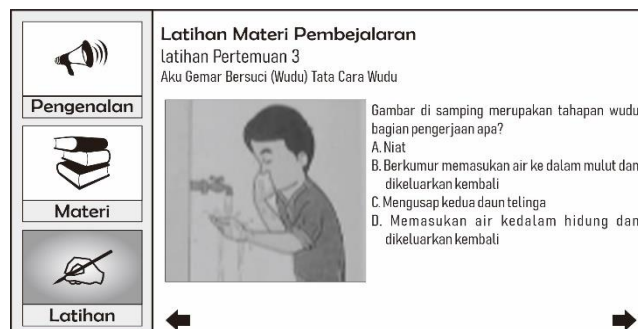 Pengenalan
Materi
Latihan
Latihan Materi Pembejalaran
latihan Pertemuan 3
Aku Gemar Bersuci (Wudu) Tata Cara Wudu
Gambar di samping merupakan tahapan wudu
bagian pengerjaan apa?
A. Niat
B. Berkumur memasukan air ke dalam mulut dan
dikeluarkan kembali
C. Mengusap kedua daun telinga
D. Memasukan air kedalam hidung dan
dikeluarkan kembali